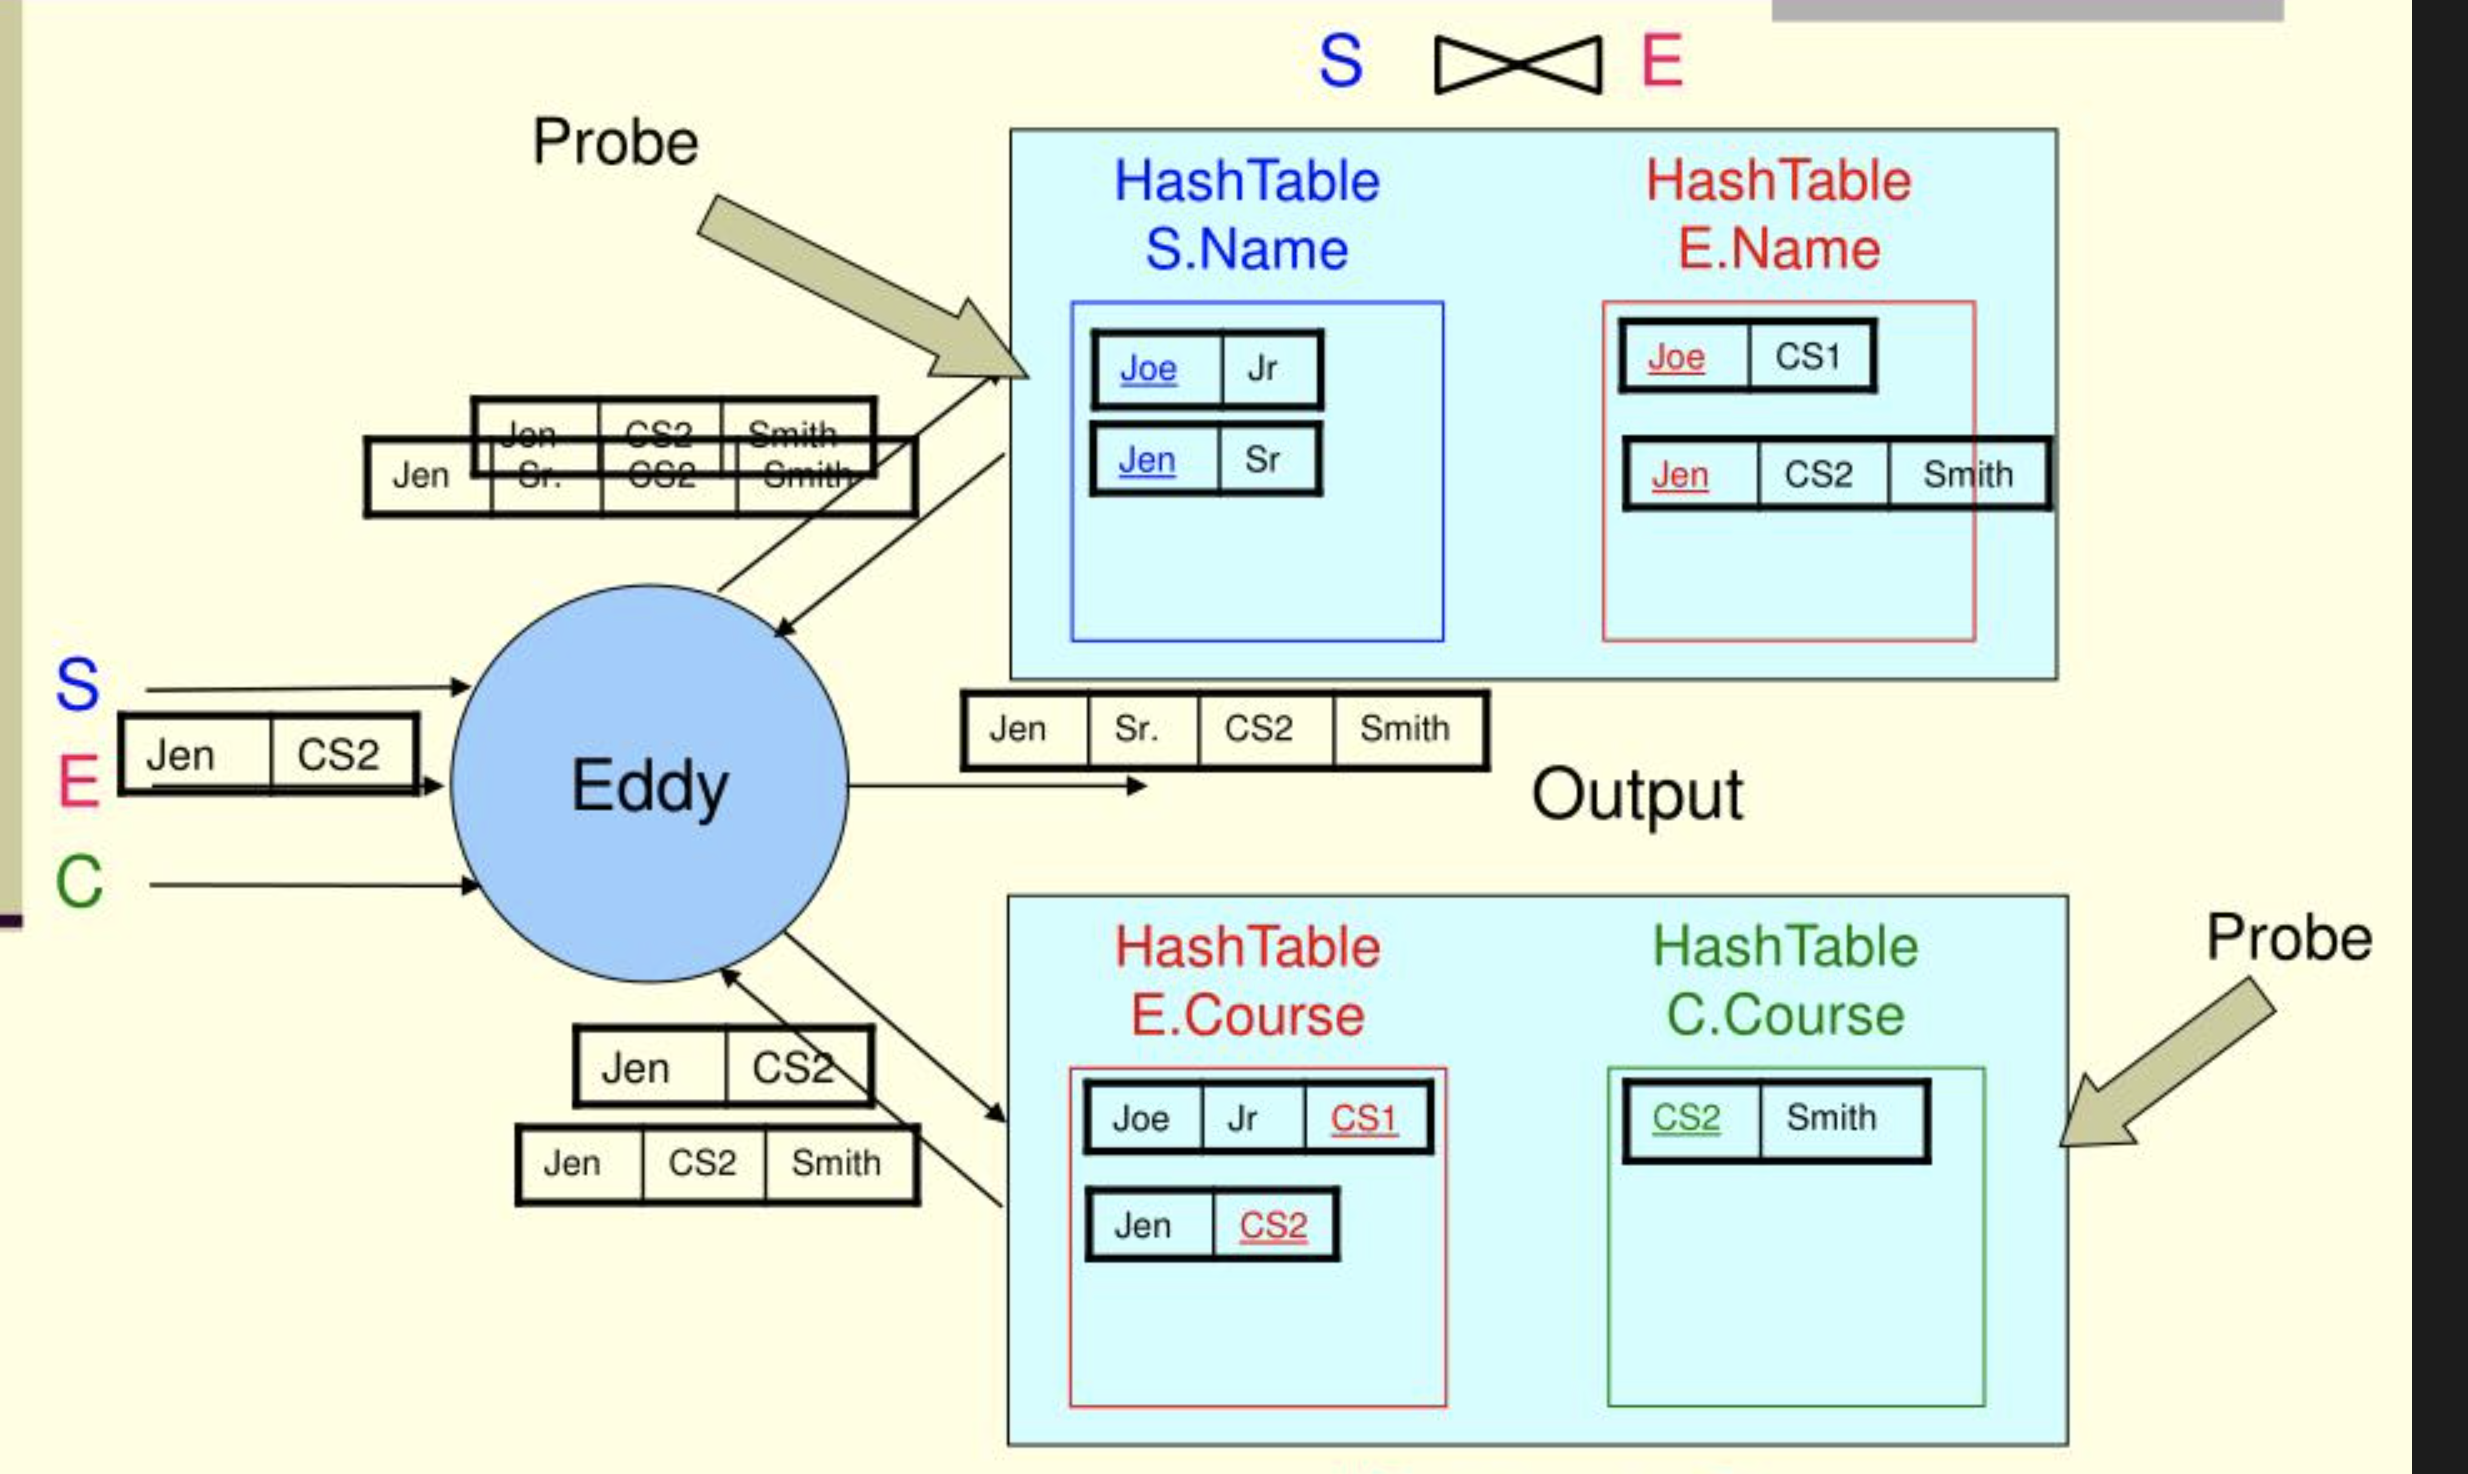 S E
Probe
HashTable
S.Name
HashTable
E.Name
Joe Jr
Jen Sr
Joe CS1
Jen CS2 Smith
Jen CS2 Smith
Jen Sr. CS2 Smith
S
Jen CS2
E
C
Eddy
Jen Sr. CS2 Smith
Output
Probe
HashTable
E.Course
HashTable
C.Course
Joe Jr CS1
Jen CS2
CS2 Smith
Jen CS2
Jen CS2 Smith